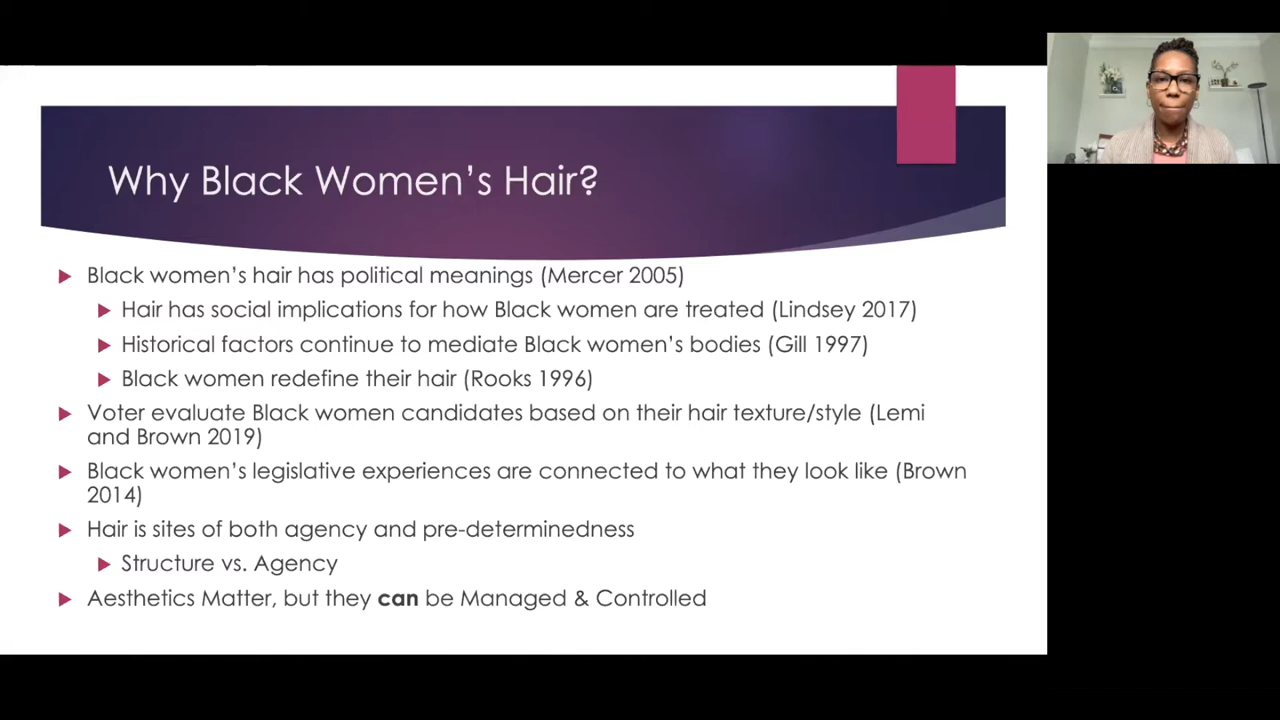 Why Black Women's Hair?
Black women's hair has political meanings (Mercer 2005)
Hair has social implications for how Black women are treated (Lindsey 2017)
Historical factors continue to mediate Black women's bodies (Gill 1997)
Black women redefine their hair (Rooks 1996)
Voter evaluate Black women candidates based on their hair texture/style (Lemi
and Brown 2019)
Black women's legislative experiences are connected to what they look like (Brown
2014)
Hair is sites of both agency and pre-determinedness
Structure vs. Agency
Aesthetics Matter, but they can be Managed & Controlled